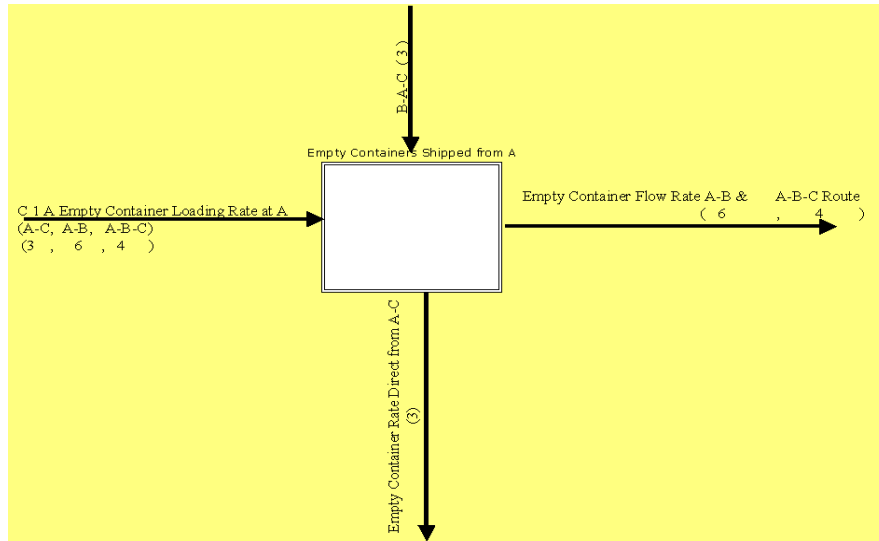 B-A-C (3)
Empty Containers Shipped from A
C 1 A Empty Container Loading Rate at A
(A-C, A-B, A-B-C)
(3 , 6 , 4 )
Empty Container Flow Rate A-B & A-B-C Route
( 6 , 4 )
Empty Container Rate Direct from A-C
(3)